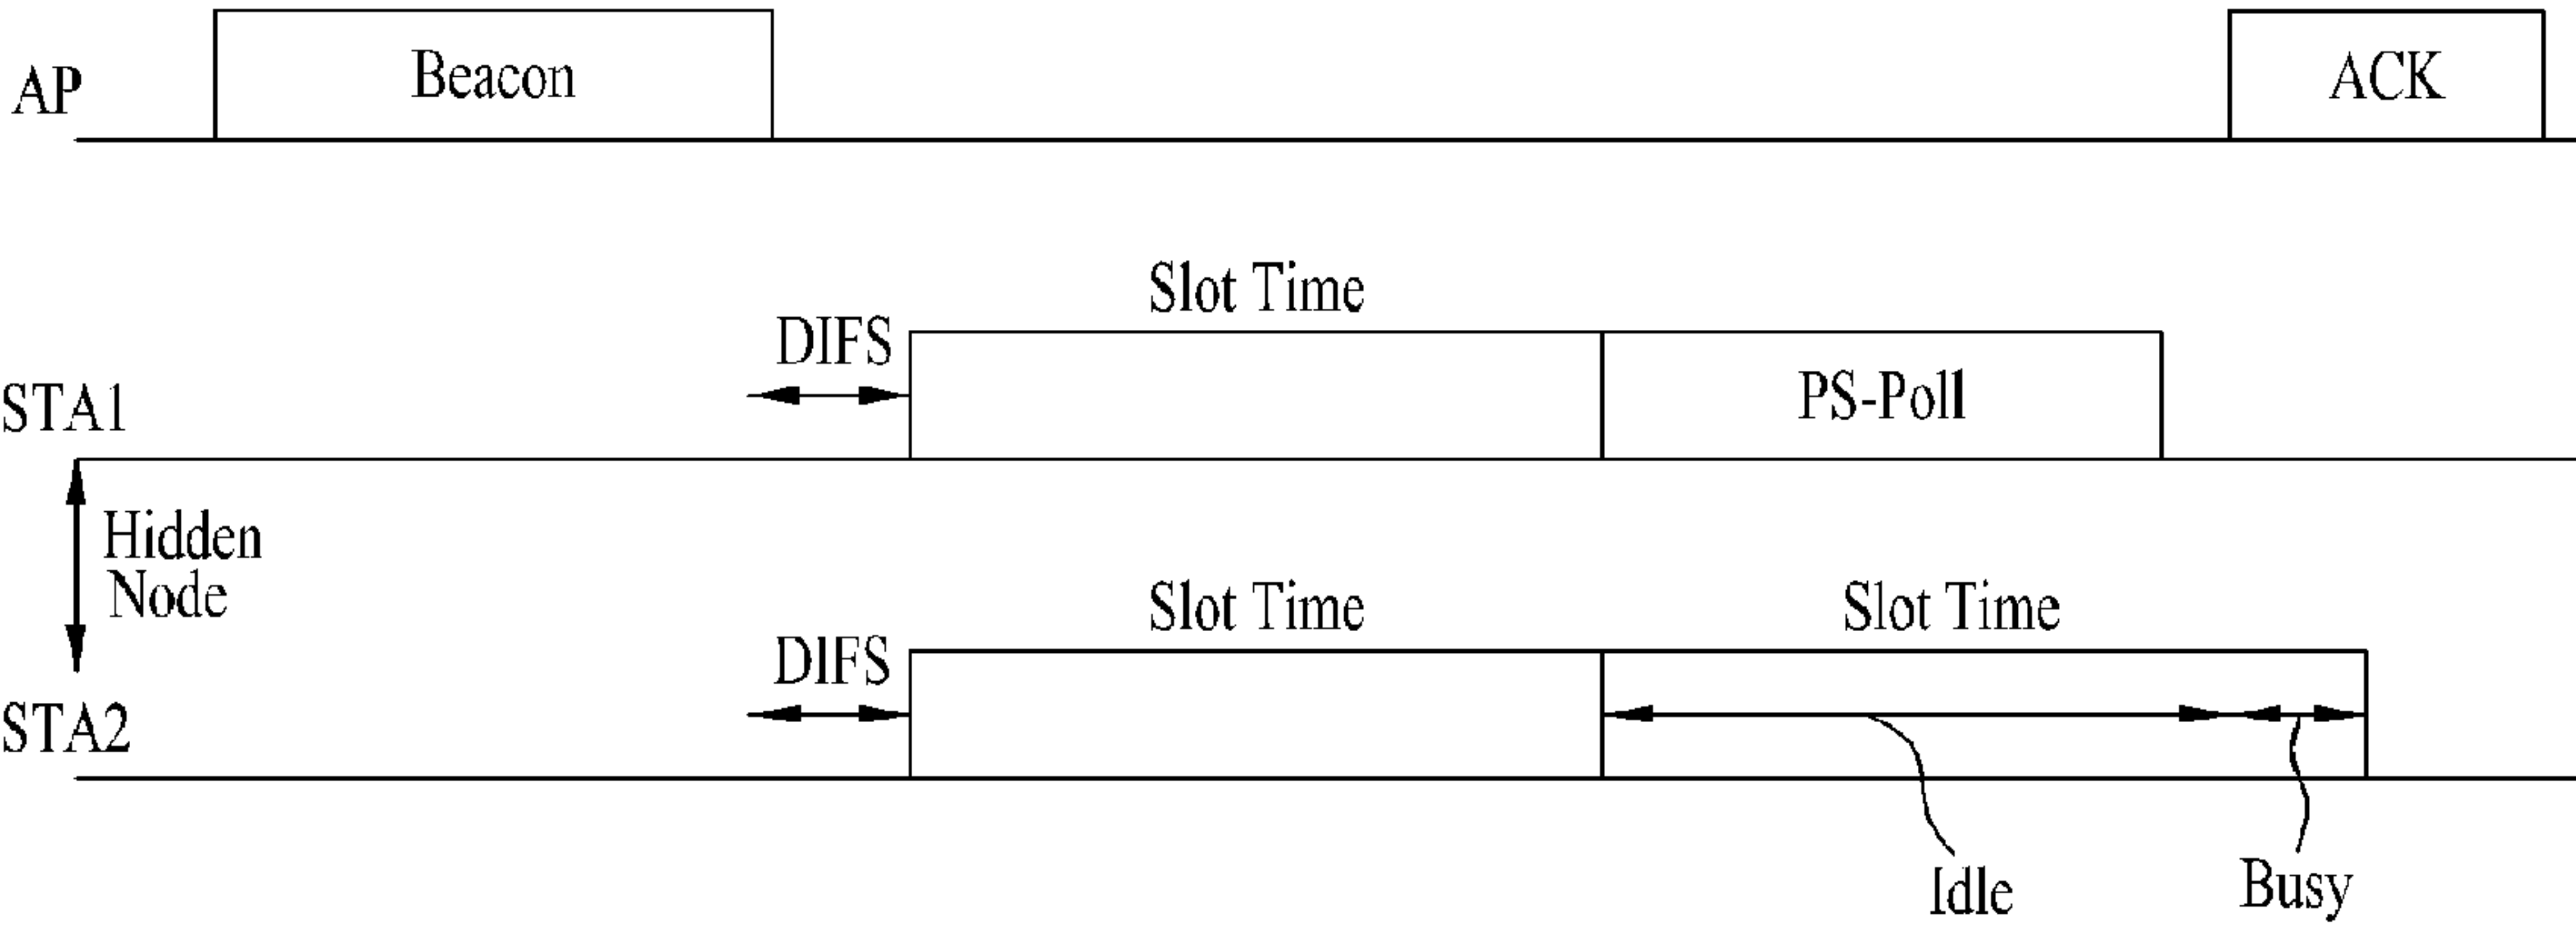 AP
Beacon
ACK
Slot Time
DIFS
STA1
PS-Poll
Hidden
Node
Slot Time
Slot Time
DIFS
STA2
Idle
Busy